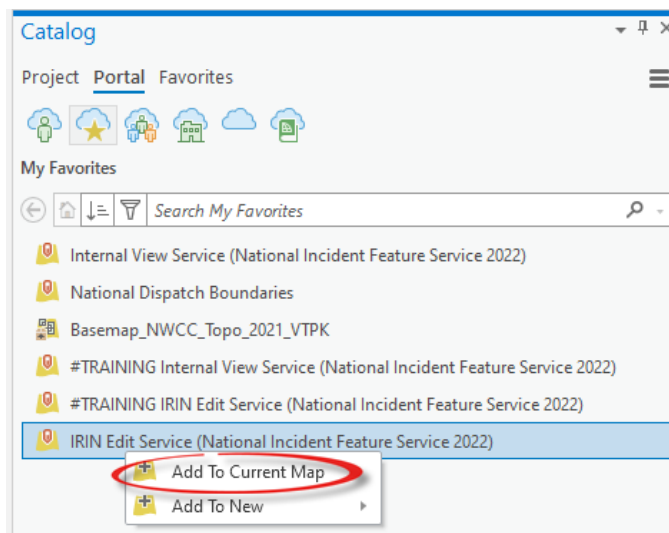 Catalog
Project Portal Favorites
My Favorites
Search My Favorites
Internal View Service (National Incident Feature Service 2022)
National Dispatch Boundaries
Basemap_NWCC_Topo_2021_VTPK
#TRAINING Internal View Service (National Incident Feature Service 2022)
#TRAINING IRIN Edit Service (National Incident Feature Service 2022)
IRIN Edit Service (National Incident Feature Service 2022)
Add To Current Map
Add To New